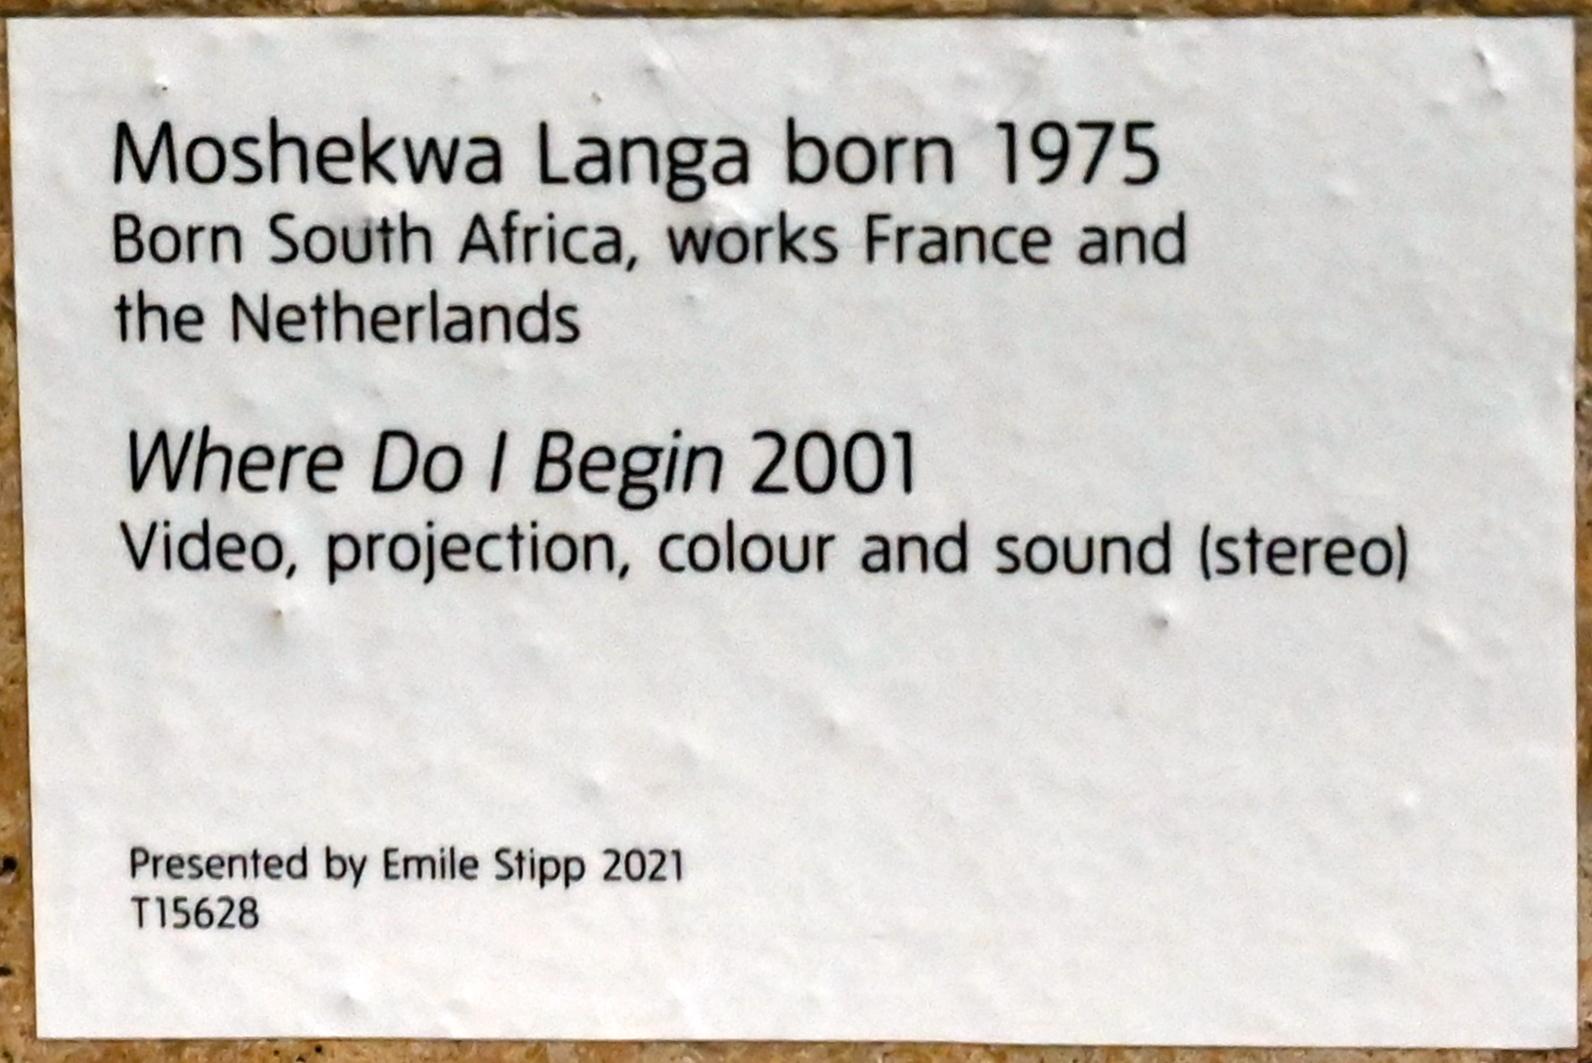 Moshekwa Langa born 1975
Born South Africa, works France and
the Netherlands
Where Do I Begin 2001
Video, projection, colour and sound (stereo)
Presented by Emile Stipp 2021
T15628